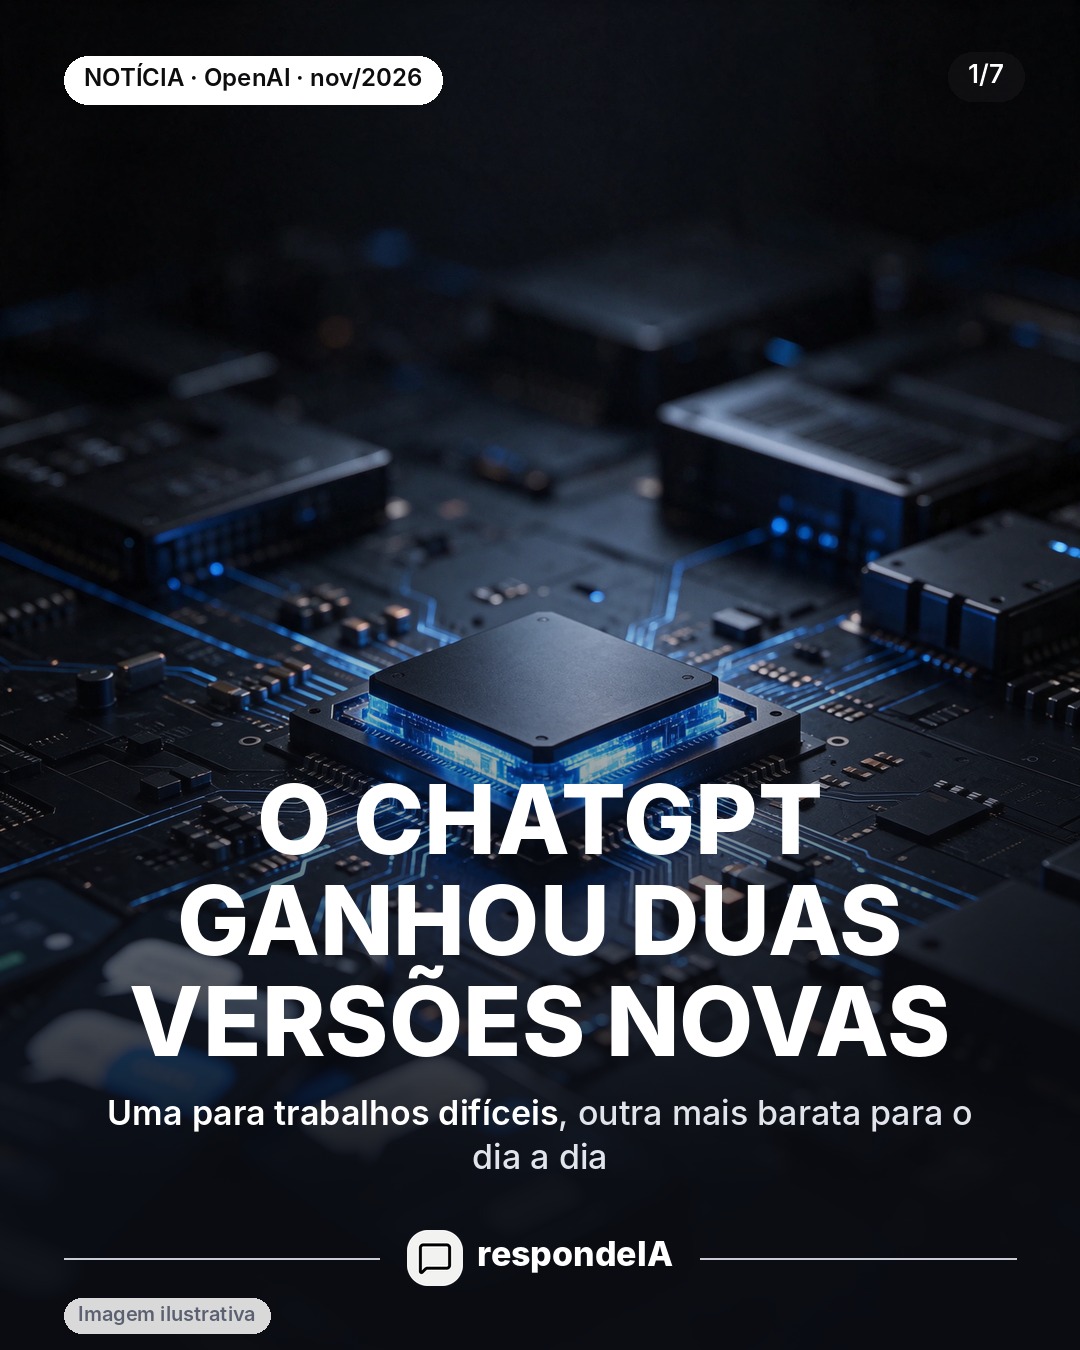 NOTÍCIA · OpenAI · nov/2026
1/7
O CHATGPT
GANHOU DUAS
VERSÕES NOVAS
Uma para trabalhos difíceis, outra mais barata para o
dia a dia
respondeIA
Imagem ilustrativa